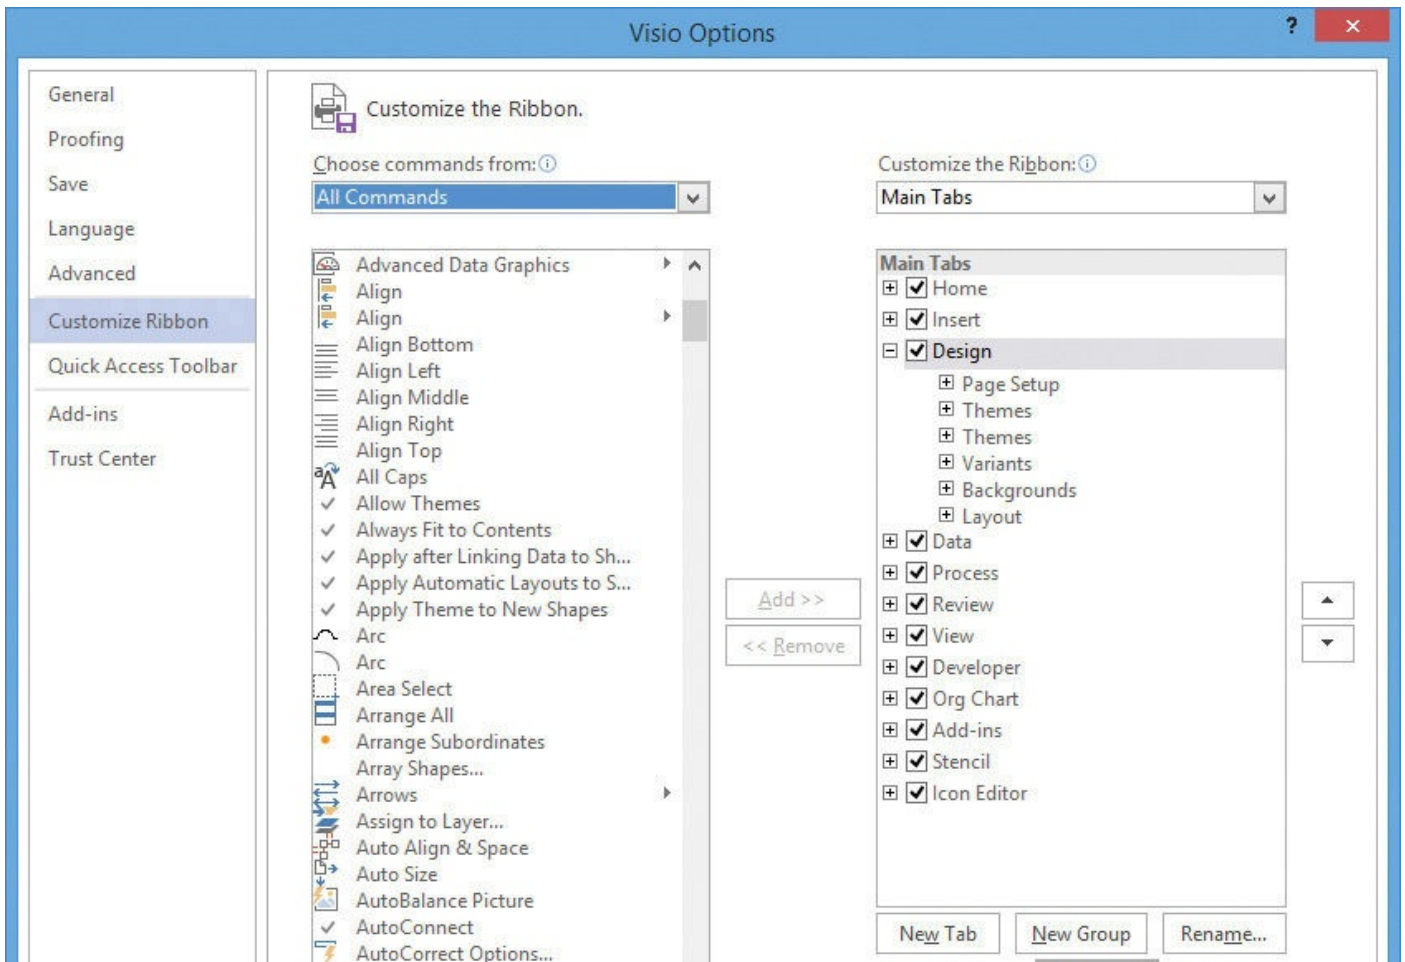 Visio Options
?
General
Proofing
Save
Language
Advanced
Customize Ribbon
Quick Access Toolbar
Add-ins
Trust Center
Customize the Ribbon.
Choose commands from:
All Commands
Advanced Data Graphics
Align
Align
Align Bottom
Align Left
Align Middle
Align Right
Align Top
All Caps
Allow Themes
Always Fit to Contents
Apply after Linking Data to Sh...
Apply Automatic Layouts to S...
Apply Theme to New Shapes
Arc
Arc
Area Select
Arrange All
Arrange Subordinates
Array Shapes...
Arrows
Assign to Layer...
Auto Align & Space
Auto Size
AutoBalance Picture
AutoConnect
AutoCorrect Options...
Add >>
<< Remove
Customize the Ribbon:
Main Tabs
Main Tabs
Home
Insert
Design
Page Setup
Themes
Themes
Variants
Backgrounds
Layout
Data
Process
Review
View
Developer
Org Chart
Add-ins
Stencil
Icon Editor
New Tab
New Group
Rename...